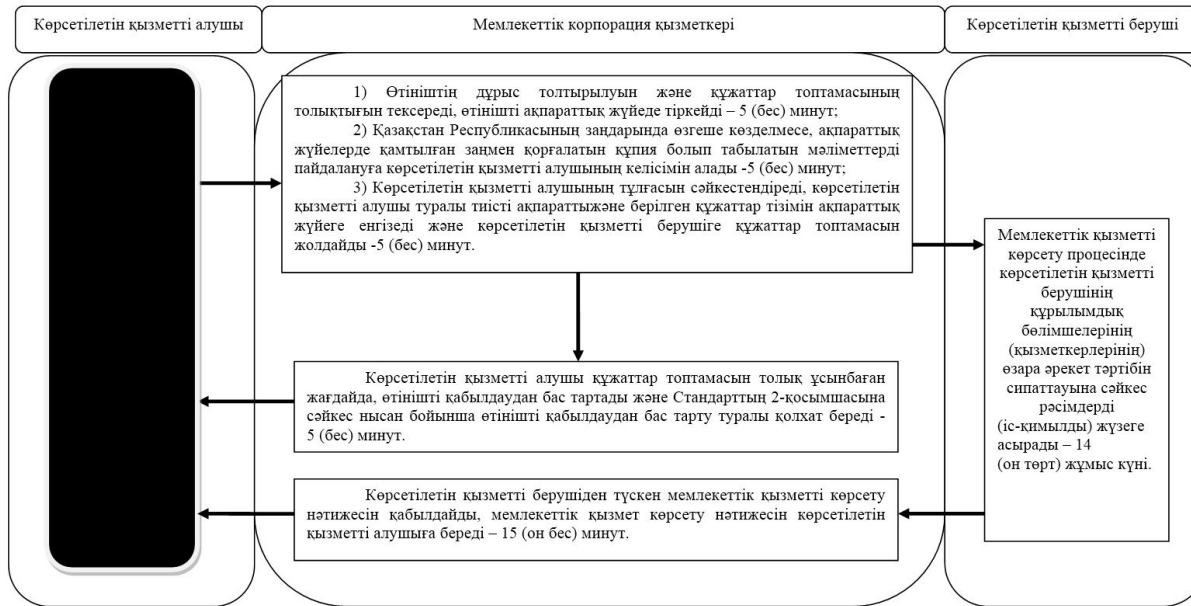 Көрсетілетін қызметті алушы
Мемлекеттік корпорация қызметкері
Көрсетілетін қызметті беруші
1) Өтініштің дұрыс толтырылуын және құжаттар топтамасының
толықтығын тексереді, өтінішті ақпараттық жүйеде тіркейді – 5 (бес) минут;
2) Қазақстан Республикасының заңдарында өзгеше көзделмесе, ақпараттық
жүйелерде қамтылған заңмен қорғалатын құпия болып табылатын мәліметтерді
пайдалануға көрсетілетін қызметті алушының келісімін алады -5 (бес) минут;
3) Көрсетілетін қызметті алушының тұлғасын сәйкестендіреді, көрсетілетін
қызметті алушы туралы тиісті ақпараттыжәне берілген құжаттар тізімін ақпараттық
жүйеге енгізеді және көрсетілетін қызметті берушіге құжаттар топтамасын
жолдайды -5 (бес) минут.
Көрсетілетін қызметті алушы құжаттар топтамасын толық ұсынбаған
жағдайда, өтінішті қабылдаудан бас тартады және Стандарттың 2-қосымшасына
сәйкес нысан бойынша өтінішті қабылдаудан бас тарту туралы қолхат береді -
5 (бес) минут.
Көрсетілетін қызметті берушіден түскен мемлекеттік қызметті көрсету
нәтижесін қабылдайды, мемлекеттік қызмет көрсету нәтижесін көрсетілетін
қызметті алушыға береді – 15 (он бес) минут.
Мемлекеттік қызметті
көрсету процесінде
көрсетілетін қызметті
берушінің
құрылымдық
бөлімшелерінің
(қызметкерлерінің)
өзара әрекет тәртібін
сипаттауына сәйкес
рәсімдерді
(іс-қимылды) жүзеге
асырады – 14
(он төрт) жұмыс күні.